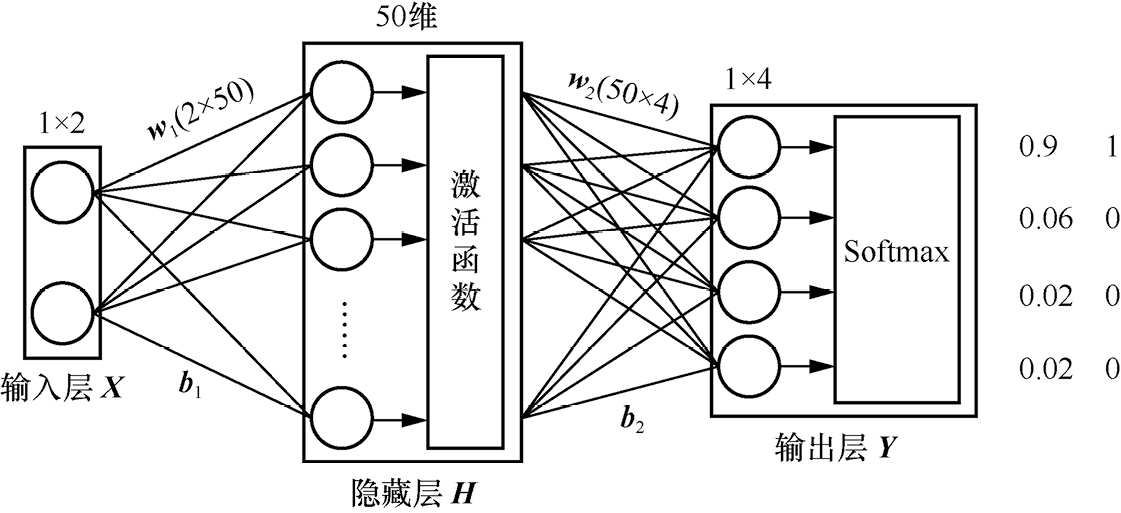 50维
w₁(2×50)
w₂(50×4)
1×2
1×4
激活函数
Softmax
0.9 1
0.06 0
0.02 0
0.02 0
......
b₁
b₂
输入层 X
隐藏层 H
输出层 Y